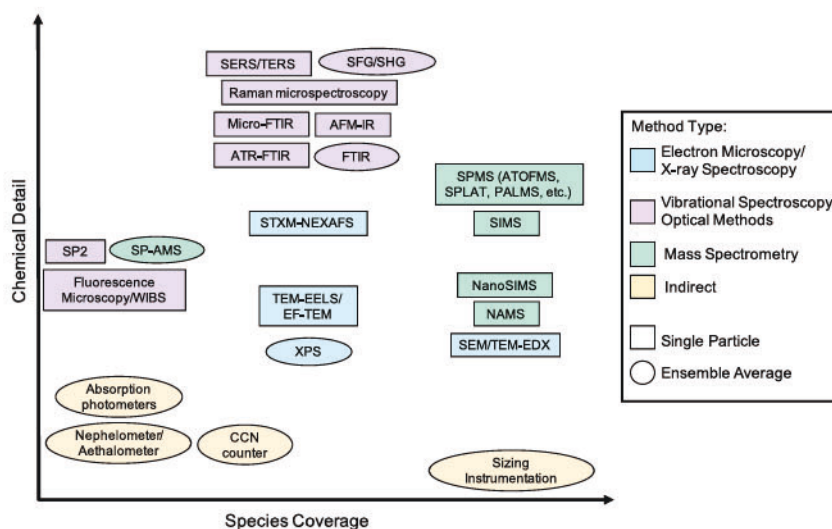 Chemical Detail
SERS/TERS
SFG/SHG
Raman microspectroscopy
Micro-FTIR
AFM-IR
ATR-FTIR
FTIR
SPMS (ATOFMS,
SPLAT, PALMS, etc.)
STXM-NEXAFS
SIMS
SP2
SP-AMS
Fluorescence
Microscopy/WIBS
TEM-EELS/
EF-TEM
NanoSIMS
NAMS
XPS
SEM/TEM-EDX
Absorption
photometers
Nephelometer/
Aethalometer
CCN
counter
Sizing
Instrumentation
Species Coverage
Method Type:
Electron Microscopy/
X-ray Spectroscopy
Vibrational Spectroscopy
Optical Methods
Mass Spectrometry
Indirect
Single Particle
Ensemble Average